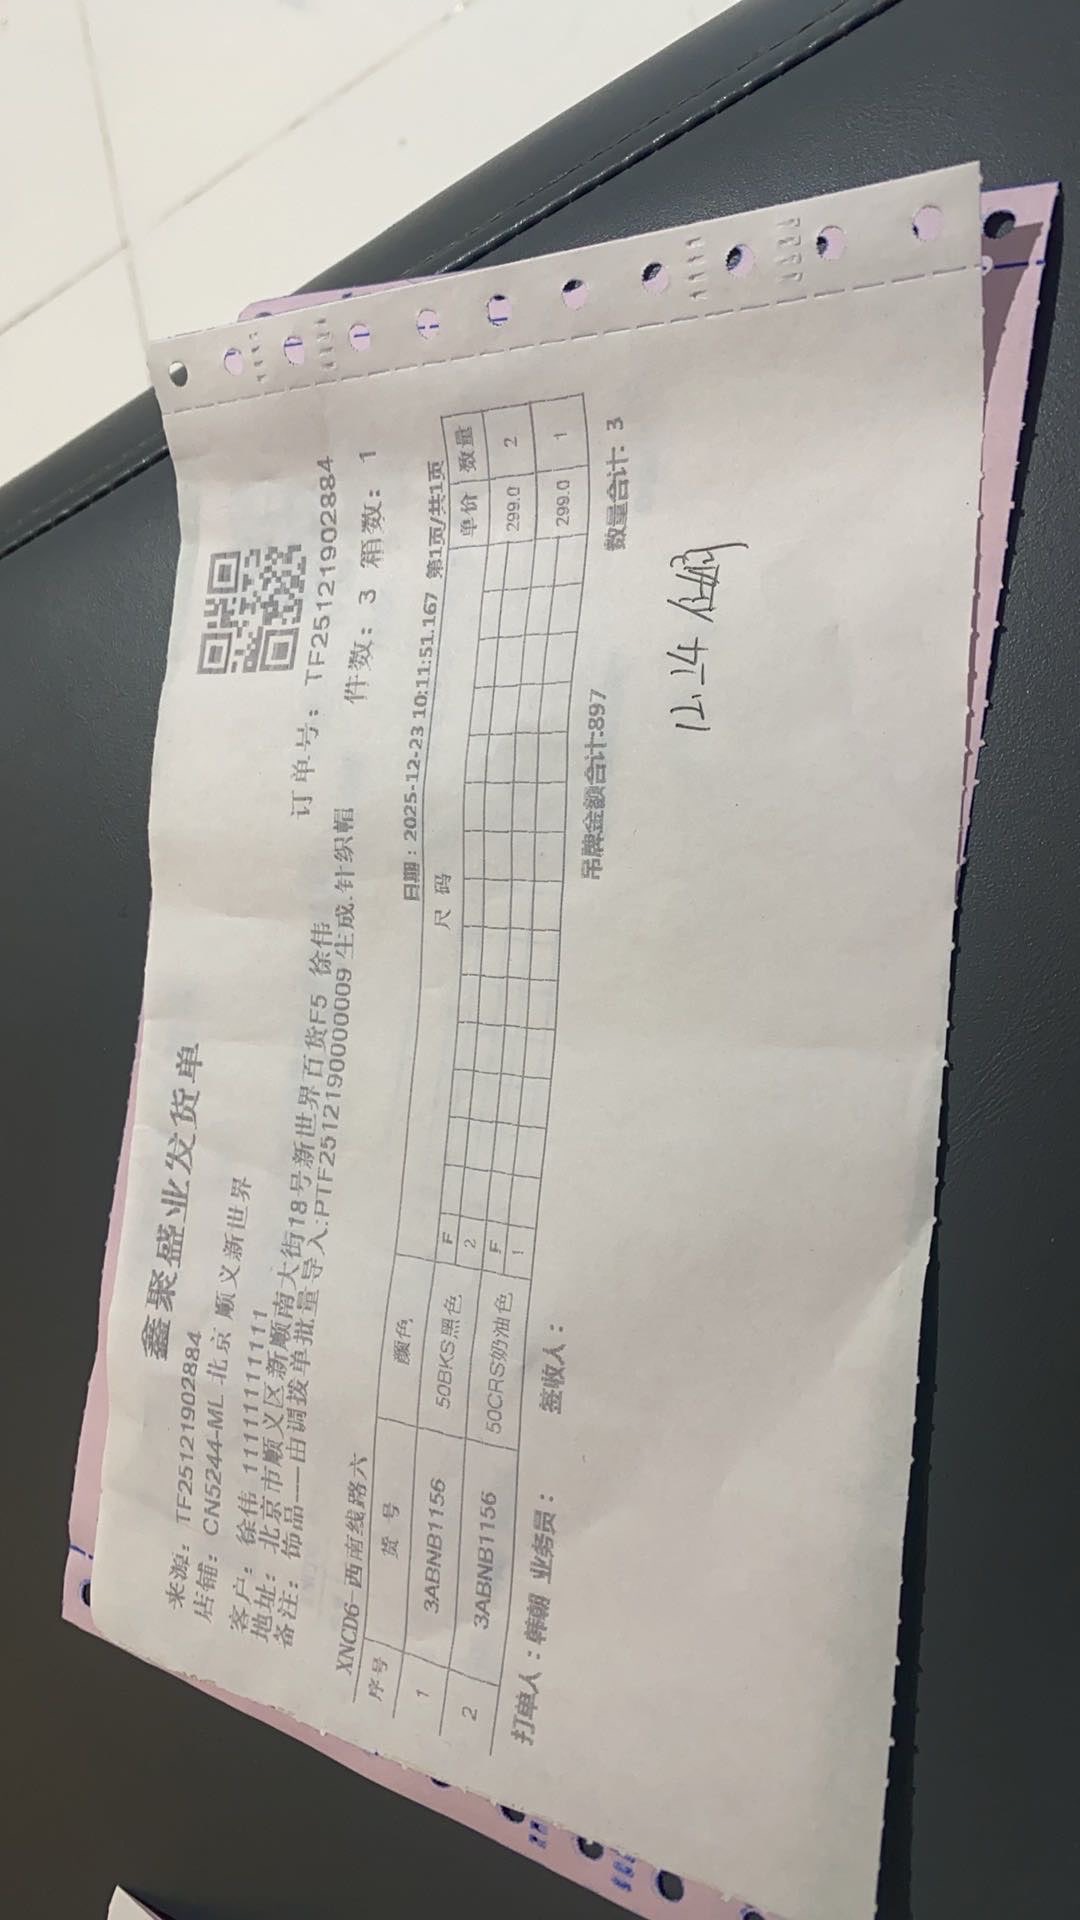 鑫聚盛业发货单
来源: TF25121902884
订单号: TF25121902884
店铺: CN5244-ML 北京 顺义新世界
件数: 3 箱数: 1
客户: 徐伟 11111111111
地址: 北京市顺义区新顺南大街18号新世界百货F5 徐伟
备注: 饰品——由调拨单批量导入:PTF25121900000009 生成.针织帽
XNCD6-西南线路六
日期: 2025-12-23 10:11:51.167 第1页/共1页
序号 货号 颜色 尺码 单价 数量
F
1 3ABNB1156 50BKS黑色 2 299.0 2
F
2 3ABNB1156 50CRS奶油色 1 299.0 1
打单人: 韩朝 业务员: 签收人: 吊牌金额合计:897 数量合计: 3
12.24